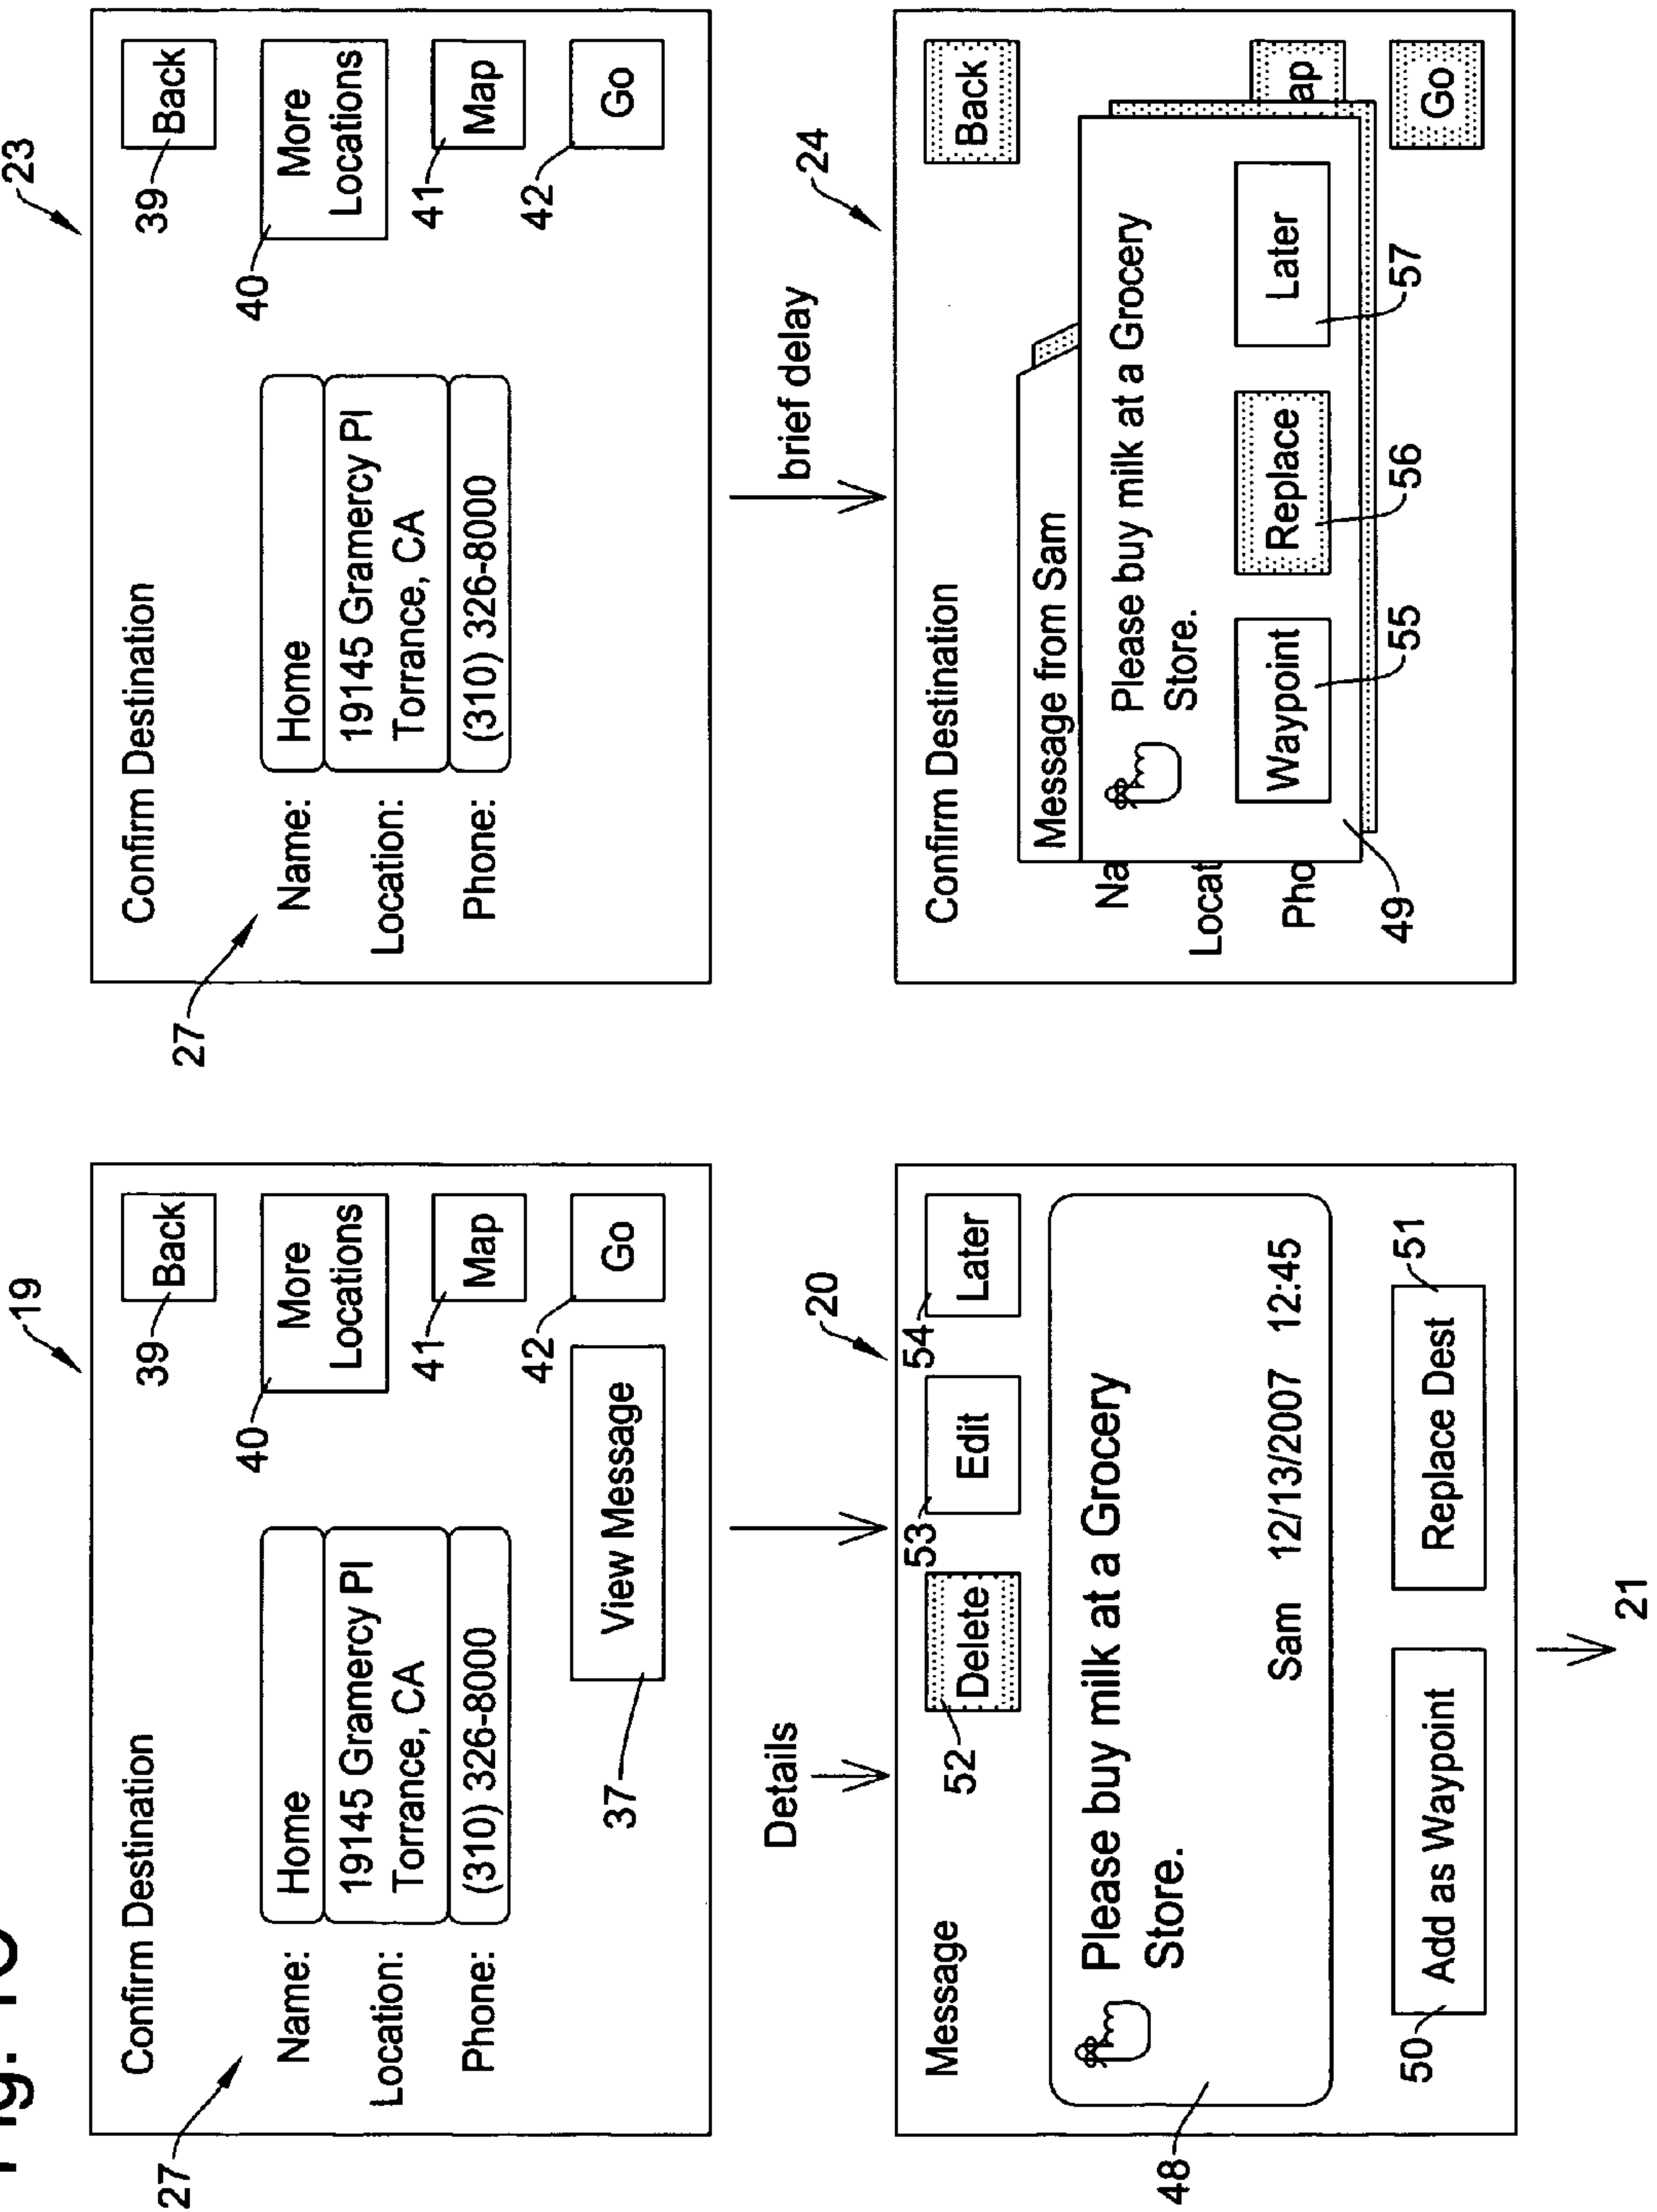 19
Confirm Destination
Back
39
27
Name:
Home
More
Locations
40
Location:
19145 Gramercy Pl
Torrance, CA
Phone:
(310) 326-8000
Map
41
View Message
37
Go
42
Details
20
Message
Delete
52
Edit
53
Later
54
Please buy milk at a Grocery
Store.
Sam 12/13/2007 12:45
48
Add as Waypoint
50
Replace Dest
51
21
23
Confirm Destination
Back
39
27
Name:
Home
More
Locations
40
Location:
19145 Gramercy Pl
Torrance, CA
Phone:
(310) 326-8000
Map
41
Go
42
brief delay
24
Confirm Destination
Back
Message from Sam
Na
Please buy milk at a Grocery
Store.
Locat
Pho
Waypoint
Replace
Later
ap
49
55
56
57
Go